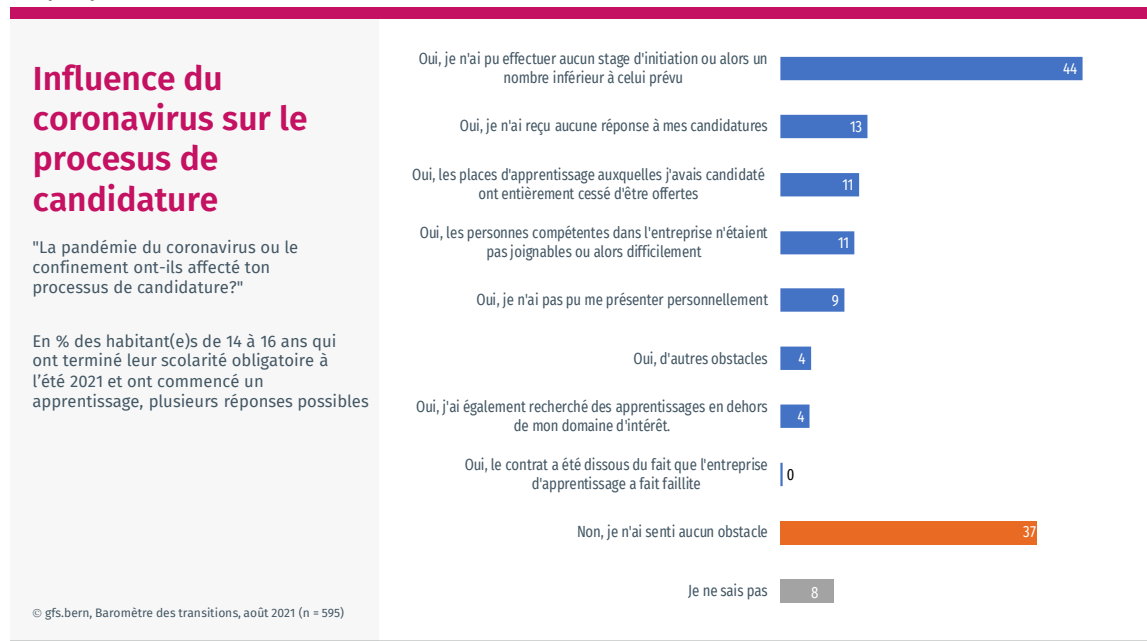 Influence du
coronavirus sur le
procesus de
candidature
"La pandémie du coronavirus ou le
confinement ont-ils affecté ton
processus de candidature?"
En % des habitant(e)s de 14 à 16 ans qui
ont terminé leur scolarité obligatoire à
l’été 2021 et ont commencé un
apprentissage, plusieurs réponses possibles
© gfs.bern, Baromètre des transitions, août 2021 (n = 595)
Oui, je n'ai pu effectuer aucun stage d'initiation ou alors un
nombre inférieur à celui prévu
44
Oui, je n'ai reçu aucune réponse à mes candidatures
13
Oui, les places d'apprentissage auxquelles j'avais candidaté
ont entièrement cessé d'être offertes
11
Oui, les personnes compétentes dans l'entreprise n'étaient
pas joignables ou alors difficilement
11
Oui, je n'ai pas pu me présenter personnellement
9
Oui, d'autres obstacles
4
Oui, j'ai également recherché des apprentissages en dehors
de mon domaine d'intérêt.
4
Oui, le contrat a été dissous du fait que l'entreprise
d'apprentissage a fait faillite
0
Non, je n'ai senti aucun obstacle
37
Je ne sais pas
8